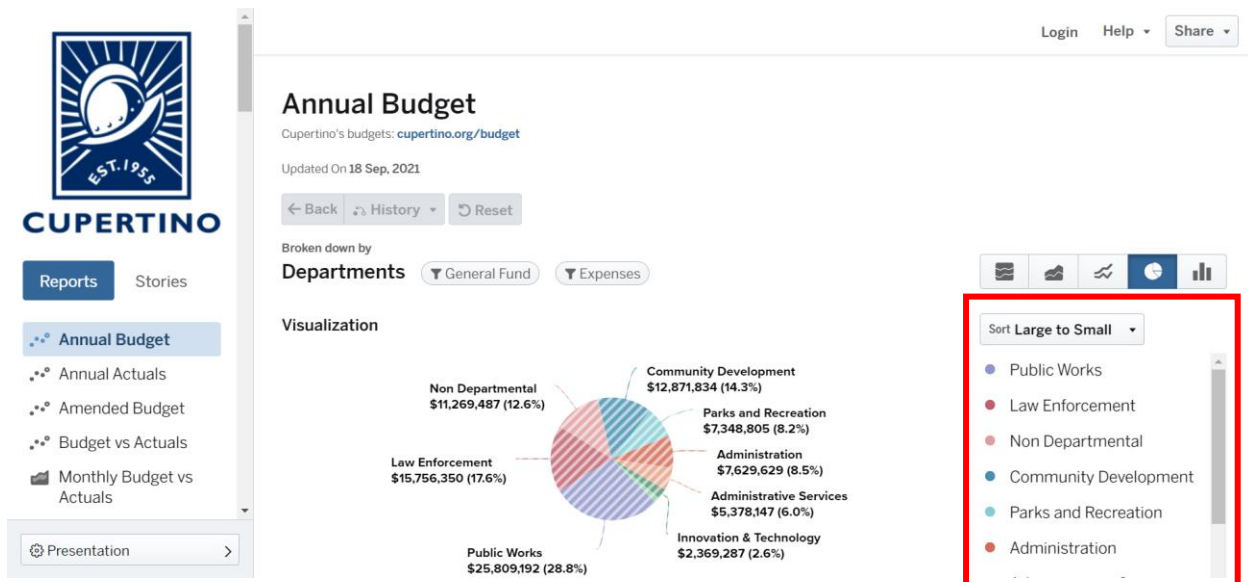 EST. 1955
CUPERTINO
Reports
Stories
Annual Budget
Annual Actuals
Amended Budget
Budget vs Actuals
Monthly Budget vs
Actuals
Presentation
Login
Help
Share
Annual Budget
Cupertino's budgets: cupertino.org/budget
Updated On 18 Sep, 2021
Back
History
Reset
Broken down by
Departments
General Fund
Expenses
Visualization
Community Development
$12,871,834 (14.3%)
Non Departmental
$11,269,487 (12.6%)
Parks and Recreation
$7,348,805 (8.2%)
Law Enforcement
$15,756,350 (17.6%)
Administration
$7,629,629 (8.5%)
Administrative Services
$5,378,147 (6.0%)
Innovation & Technology
$2,369,287 (2.6%)
Public Works
$25,809,192 (28.8%)
Sort Large to Small
Public Works
Law Enforcement
Non Departmental
Community Development
Parks and Recreation
Administration